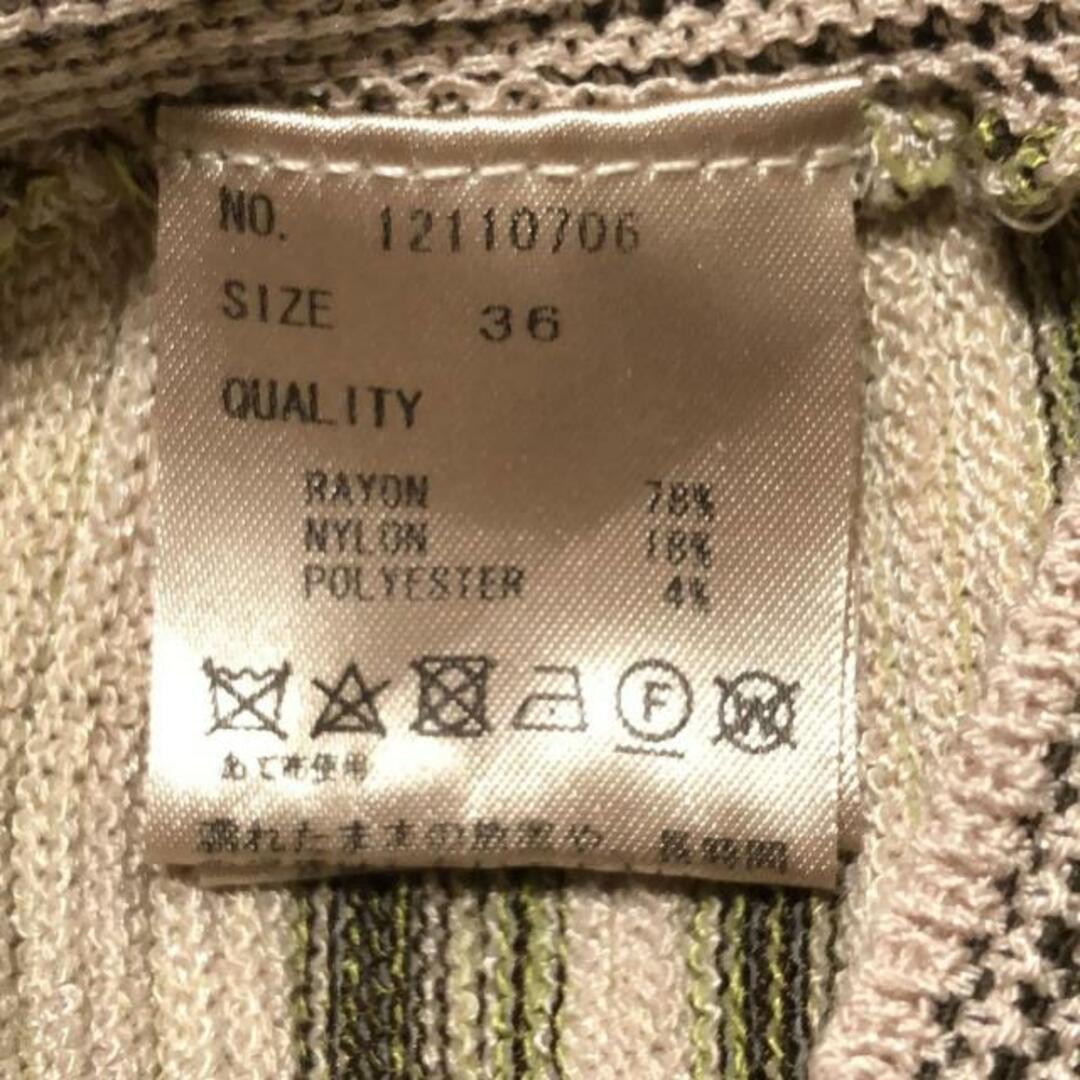 NO. 12110706
SIZE 36
QUALITY
RAYON 78%
NYLON 18%
POLYESTER 4%
F W
あて布使用
濡れたままの放置や、長時間